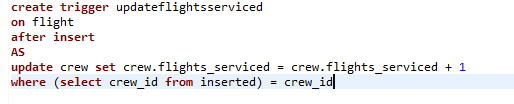 create trigger updateflightsserviced
on flight
after insert
AS
update crew set crew.flights_serviced = crew.flights_serviced + 1
where (select crew_id from inserted) = crew_id